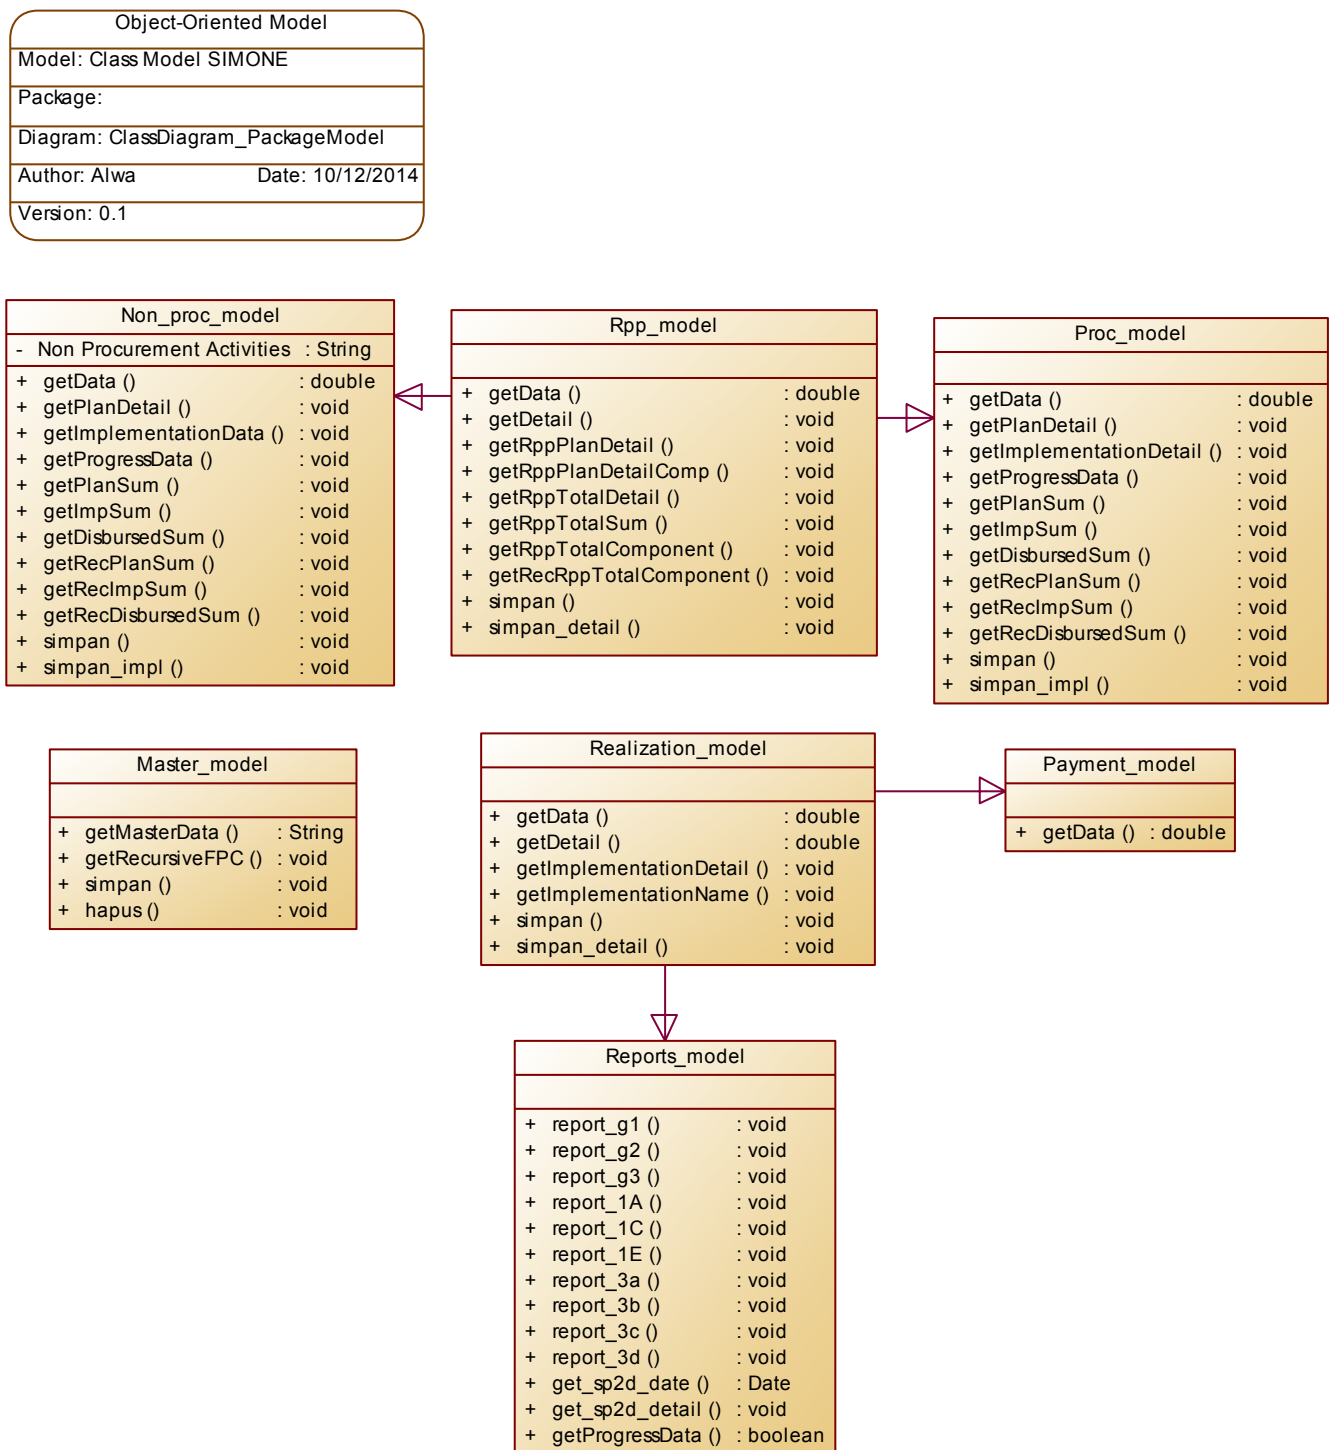 Object-Oriented Model
Model: Class Model SIMONE
Package:
Diagram: ClassDiagram_PackageModel
Author: Alwa Date: 10/12/2014
Version: 0.1
Non_proc_model
- Non Procurement Activities : String
+ getData () : double
+ getPlanDetail () : void
+ getImplementationData () : void
+ getProgressData () : void
+ getPlanSum () : void
+ getImpSum () : void
+ getDisbursedSum () : void
+ getRecPlanSum () : void
+ getRecImpSum () : void
+ getRecDisbursedSum () : void
+ simpan () : void
+ simpan_impl () : void
Rpp_model
+ getData () : double
+ getDetail () : void
+ getRppPlanDetail () : void
+ getRppPlanDetailComp () : void
+ getRppTotalDetail () : void
+ getRppTotalSum () : void
+ getRppTotalComponent () : void
+ getRecRppTotalComponent () : void
+ simpan () : void
+ simpan_detail () : void
Proc_model
+ getData () : double
+ getPlanDetail () : void
+ getImplementationDetail () : void
+ getProgressData () : void
+ getPlanSum () : void
+ getImpSum () : void
+ getDisbursedSum () : void
+ getRecPlanSum () : void
+ getRecImpSum () : void
+ getRecDisbursedSum () : void
+ simpan () : void
+ simpan_impl () : void
Master_model
+ getMasterData () : String
+ getRecursiveFPC () : void
+ simpan () : void
+ hapus () : void
Realization_model
+ getData () : double
+ getDetail () : double
+ getImplementationDetail () : void
+ getImplementationName () : void
+ simpan () : void
+ simpan_detail () : void
Payment_model
+ getData () : double
Reports_model
+ report_g1 () : void
+ report_g2 () : void
+ report_g3 () : void
+ report_1A () : void
+ report_1C () : void
+ report_1E () : void
+ report_3a () : void
+ report_3b () : void
+ report_3c () : void
+ report_3d () : void
+ get_sp2d_date () : Date
+ get_sp2d_detail () : void
+ getProgressData () : boolean